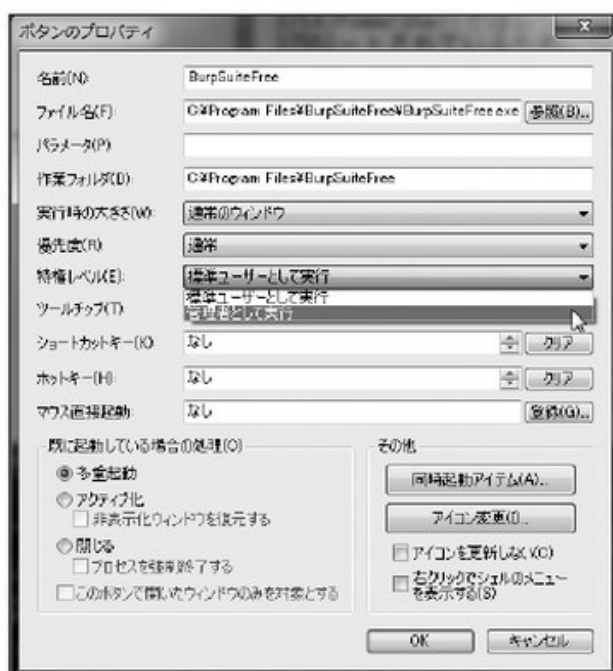 ボタンのプロパティ
名前(N): BurpSuiteFree
ファイル名(F): C:¥Program Files¥BurpSuiteFree¥BurpSuiteFree.exe 参照(B)...
パラメータ(P):
作業フォルダ(D): C:¥Program Files¥BurpSuiteFree
実行時の大きさ(W): 通常のウィンドウ
優先度(R): 通常
特権レベル(E): 標準ユーザーとして実行
標準ユーザーとして実行
ツールチップ(T): 管理者として実行
ショートカットキー(K): なし クリア
ホットキー(H): なし クリア
マウス直接起動: なし 登録(G)...
既に起動している場合の処理(O)
多重起動
アクティブ化
非表示化ウィンドウを復元する
閉じる
プロセスを強制終了する
このボタンで開いたウィンドウのみを対象とする
その他
同時起動アイテム(A)...
アイコン変更(I)...
アイコンを更新しない(C)
右クリックでシェルのメニュー
を表示する(S)
OK キャンセル